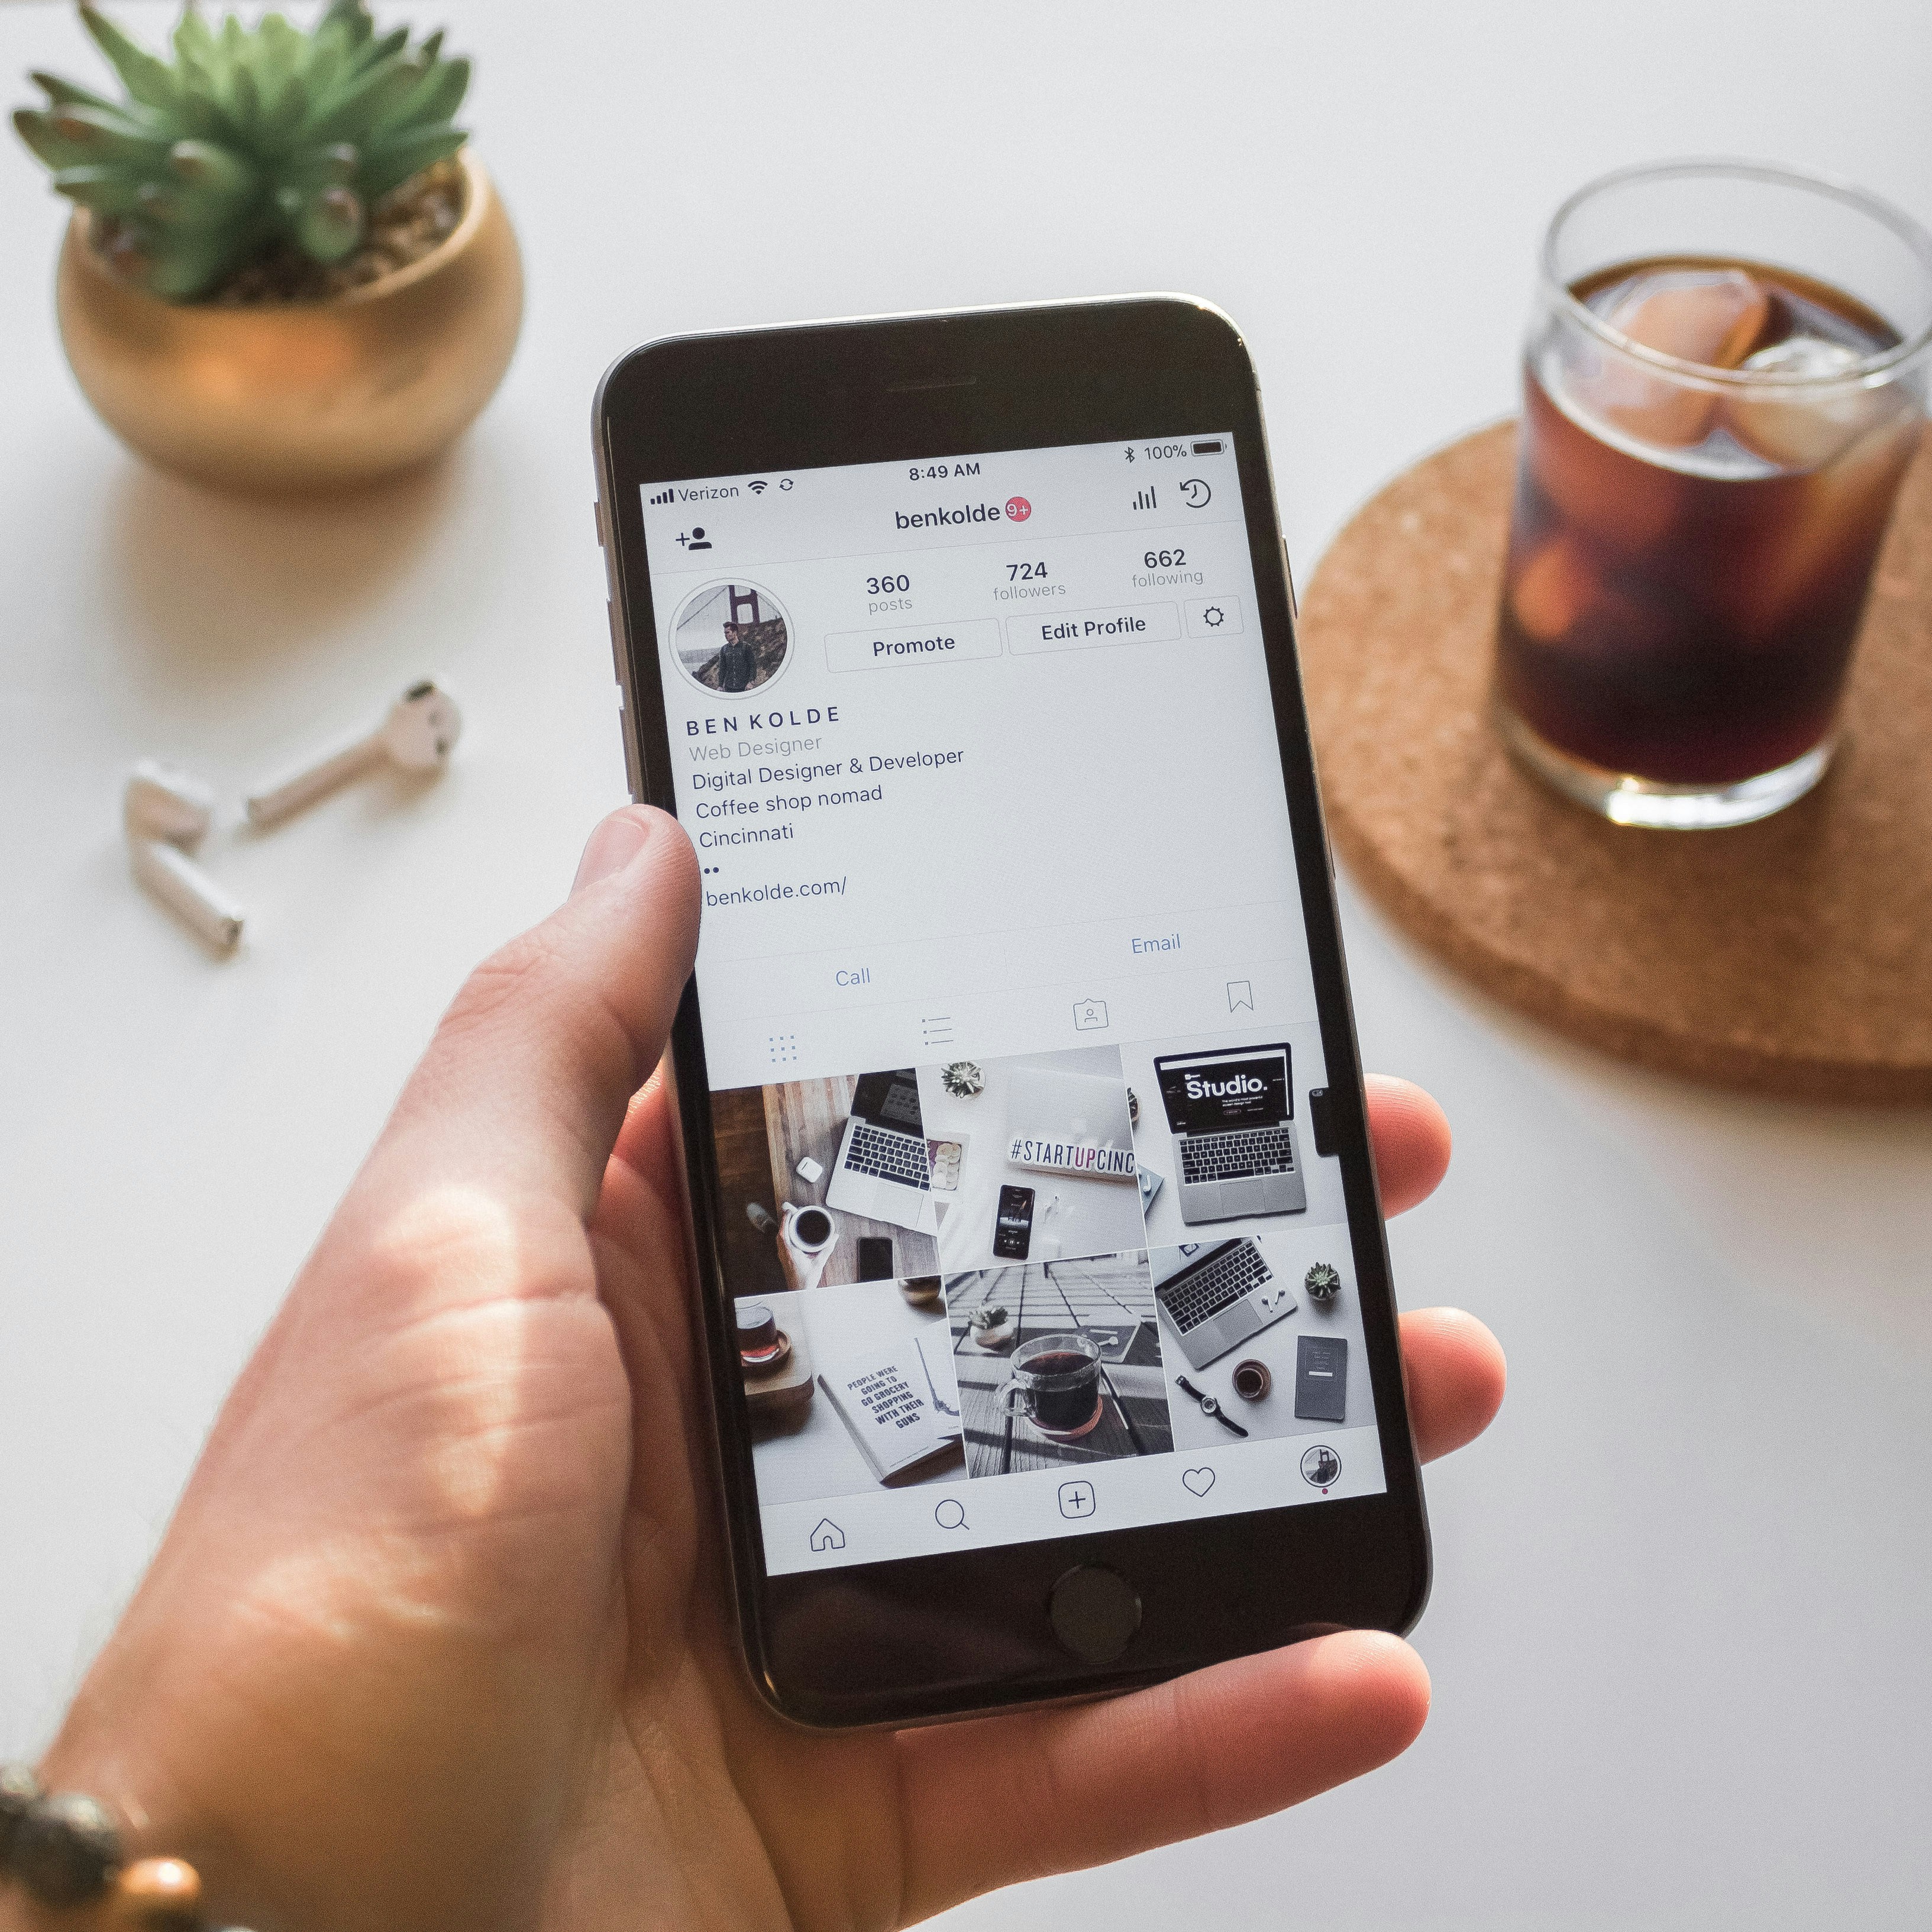 Verizon 8:49 AM 100%
benkolde 9+
360 724 662
posts followers following
Promote Edit Profile
BEN KOLDE
Web Designer
Digital Designer & Developer
Coffee shop nomad
Cincinnati
benkolde.com/
Call Email
Studio.
#STARTUPCINC
PEOPLE WERE
GOING TO
GO GROCERY
SHOPPING
WITH THEIR
GUNS